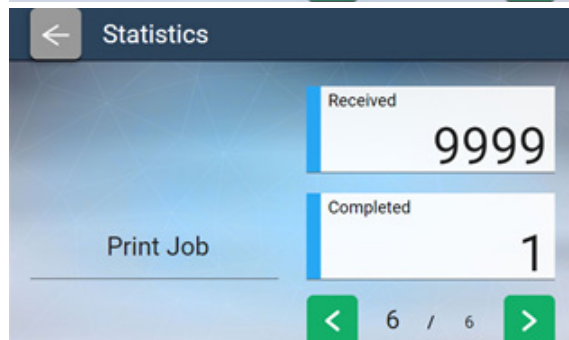 Statistics
Received
9999
Completed
Print Job
1
6 / 6